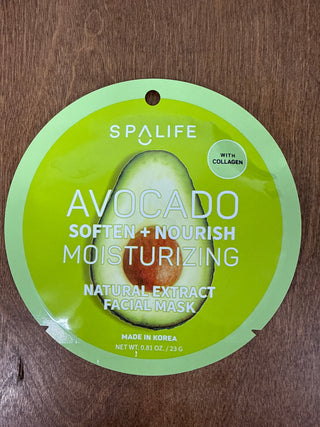 SPALIFE
WITH
COLLAGEN
AVOCADO
SOFTEN + NOURISH
MOISTURIZING
NATURAL EXTRACT
FACIAL MASK
MADE IN KOREA
NET WT. 0.81 OZ. / 23 G